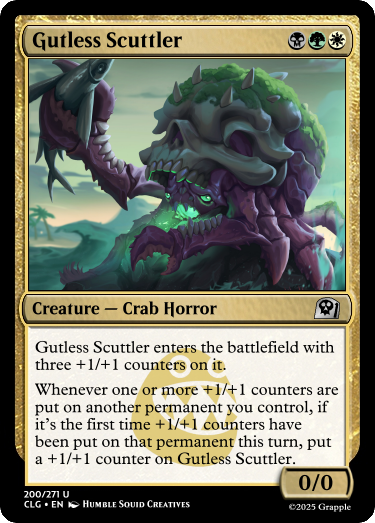 Gutless Scuttler
Creature — Crab Horror
Gutless Scuttler enters the battlefield with
three +1/+1 counters on it.
Whenever one or more +1/+1 counters are
put on another permanent you control, if
it's the first time +1/+1 counters have
been put on that permanent this turn, put
a +1/+1 counter on Gutless Scuttler.
0/0
200/271 U
CLG • EN Humble Squid Creatives
©2025 Grapple